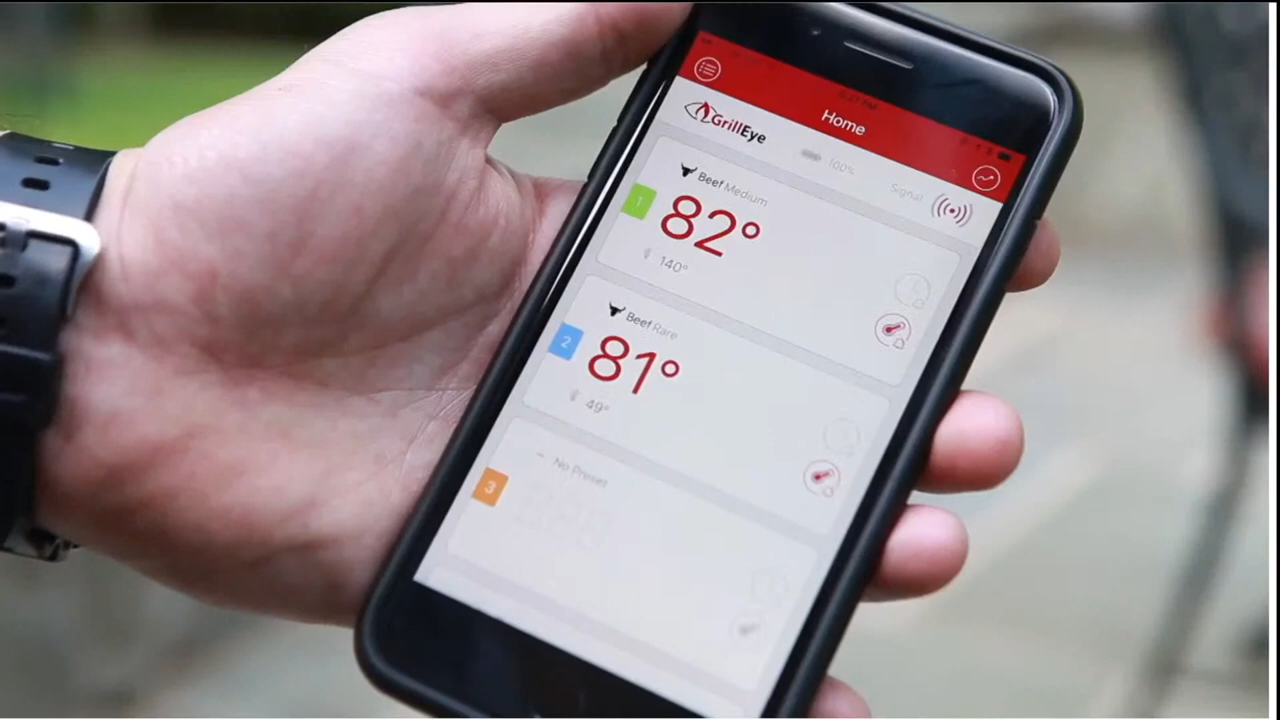 Home
GrillEye
100%
Signal
Beef Medium
1
82°
140°
Beef Rare
2
81°
49°
No Preset
3